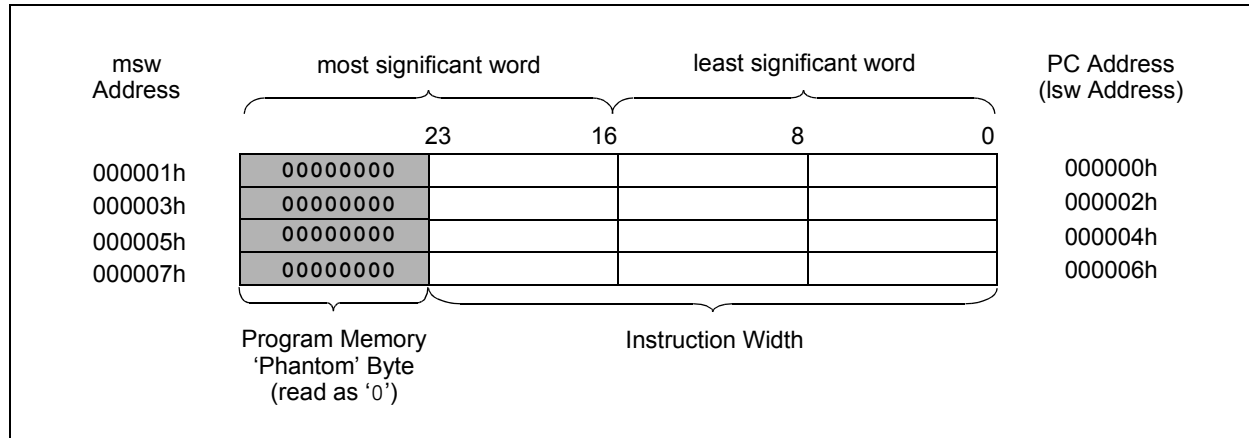 msw
Address
most significant word
least significant word
PC Address
(lsw Address)
23
16
8
0
000001h
00000000
000000h
000003h
00000000
000002h
000005h
00000000
000004h
000007h
00000000
000006h
Program Memory
‘Phantom’ Byte
(read as ‘0’)
Instruction Width